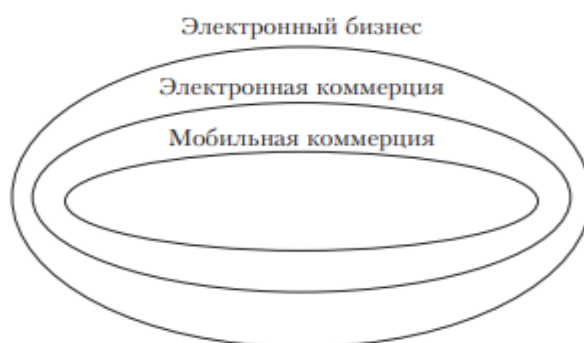 Электронный бизнес
Электронная коммерция
Мобильная коммерция